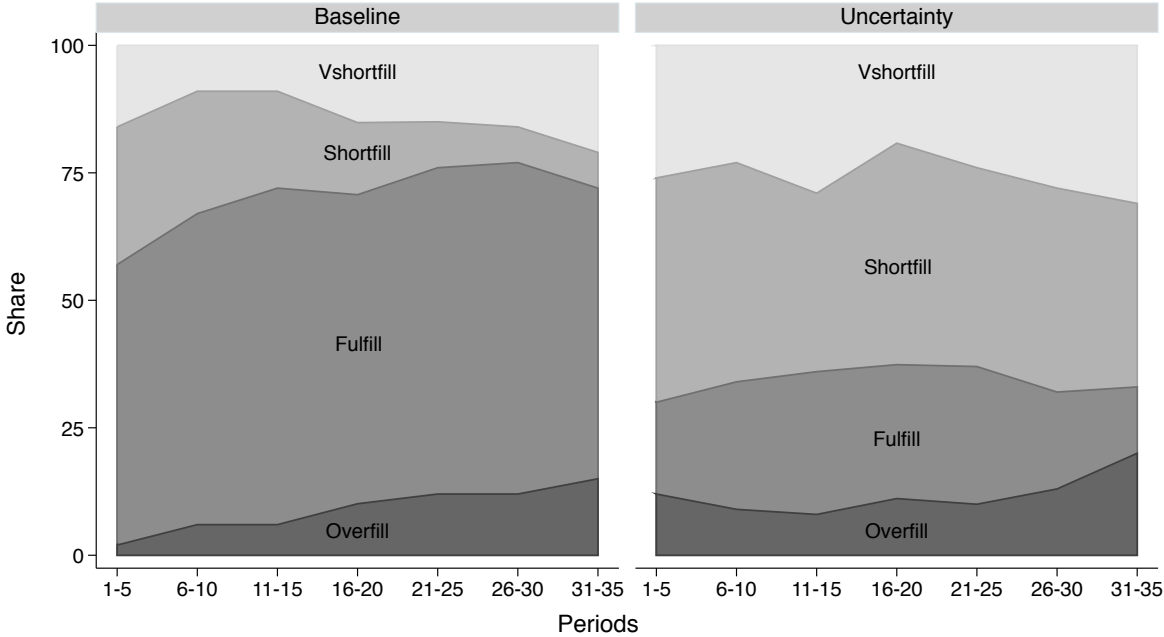 Baseline
Uncertainty
Share
100
75
50
25
0
Vshortfill
Shortfill
Fulfill
Overfill
Vshortfill
Shortfill
Fulfill
Overfill
1-5 6-10 11-15 16-20 21-25 26-30 31-35
1-5 6-10 11-15 16-20 21-25 26-30 31-35
Periods